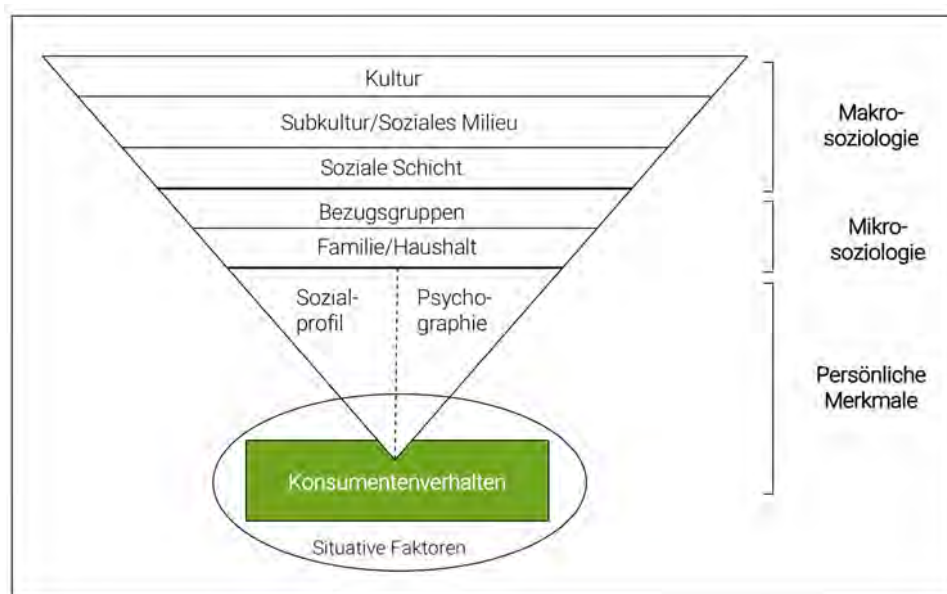 Kultur
Subkultur/Soziales Milieu
Soziale Schicht
Makro-
soziologie
Bezugsgruppen
Familie/Haushalt
Mikro-
soziologie
Sozial-
profil
Psycho-
graphie
Persönliche
Merkmale
Konsumentenverhalten
Situative Faktoren